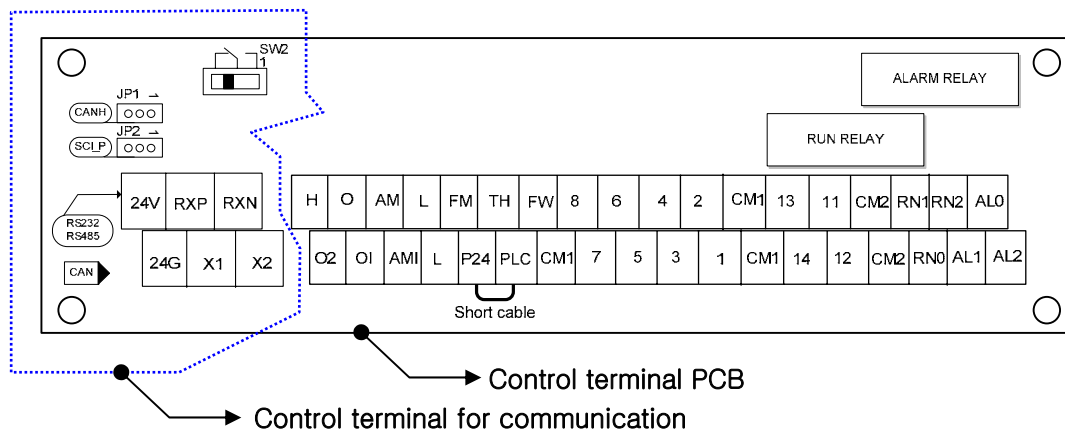 SW2
1
ALARM RELAY
JP1
CANH
RUN RELAY
JP2
SCI_P
24V RXP RXN
H O AM L FM TH FW 8 6 4 2 CM1 13 11 CM2 RN1 RN2 AL0
RS232
RS485
24G X1 X2
O2 OI AMI L P24 PLC CM1 7 5 3 1 CM1 14 12 CM2 RN0 AL1 AL2
CAN
Short cable
Control terminal PCB
Control terminal for communication